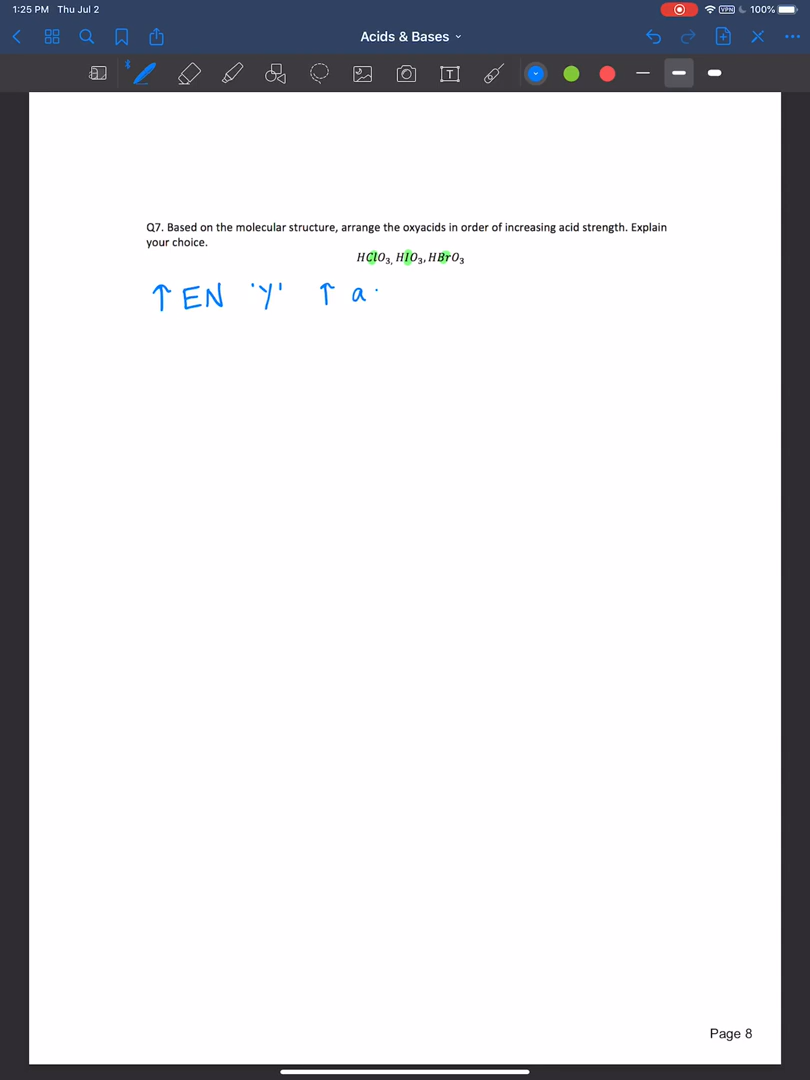 1:25 PM Thu Jul 2
VPN 100%
Acids & Bases
T
Q7. Based on the molecular structure, arrange the oxyacids in order of increasing acid strength. Explain
your choice.
HClO₃, HIO₃, HBrO₃
↑ EN 'Y' ↑ a
Page 8